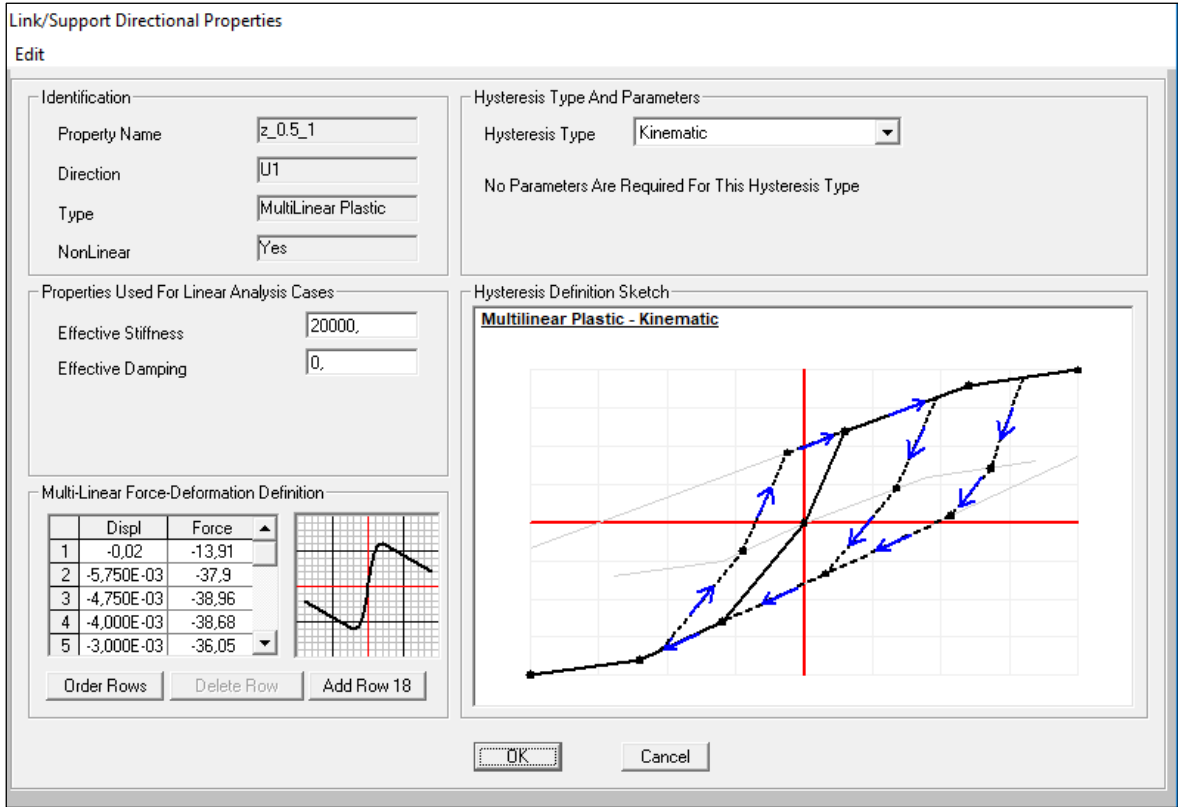 Link/Support Directional Properties
Edit
Identification
Property Name z_0.5_1
Direction U1
Type MultiLinear Plastic
NonLinear Yes
Hysteresis Type And Parameters
Hysteresis Type Kinematic
No Parameters Are Required For This Hysteresis Type
Properties Used For Linear Analysis Cases
Effective Stiffness 20000,
Effective Damping 0,
Hysteresis Definition Sketch
Multilinear Plastic - Kinematic
Multi-Linear Force-Deformation Definition
Displ Force
1 -0,02 -13,91
2 -5,750E-03 -37,9
3 -4,750E-03 -38,96
4 -4,000E-03 -38,68
5 -3,000E-03 -36,05
Order Rows Delete Row Add Row 18
OK Cancel